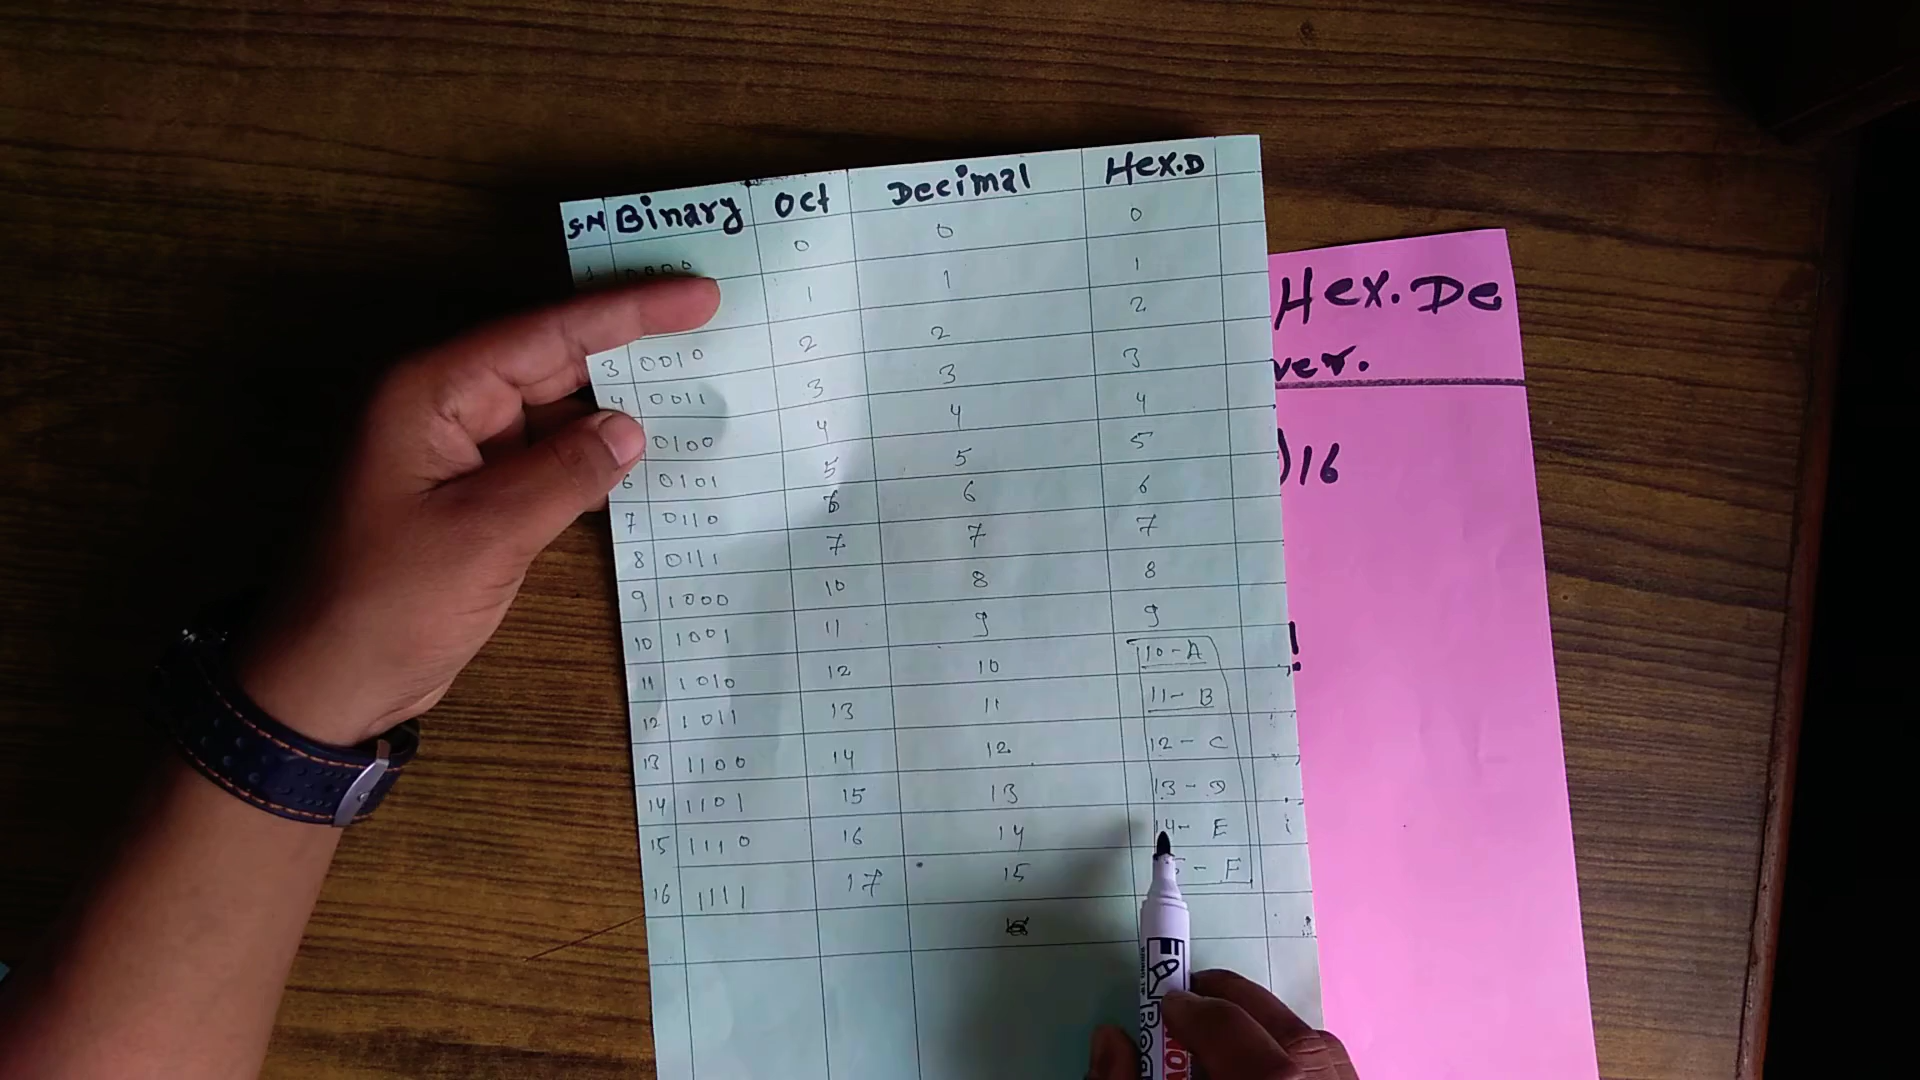 S.N Binary Oct Decimal Hex.D
1 0000 0 0 0
1 1 1
3 0010 2 2 2
4 0011 3 3 3
0100 4 4 4
6 0101 5 5 5
7 0110 6 6 6
8 0111 7 7 7
9 1000 10 8 8
10 1001 11 9 9
11 1010 12 10 10-A
12 1011 13 11 11- B
13 1100 14 12 12- C
14 1101 15 13 13- D
15 1110 16 14 14- E
16 1111 17 15 5 - F
Hex.De
ver.
)16
!